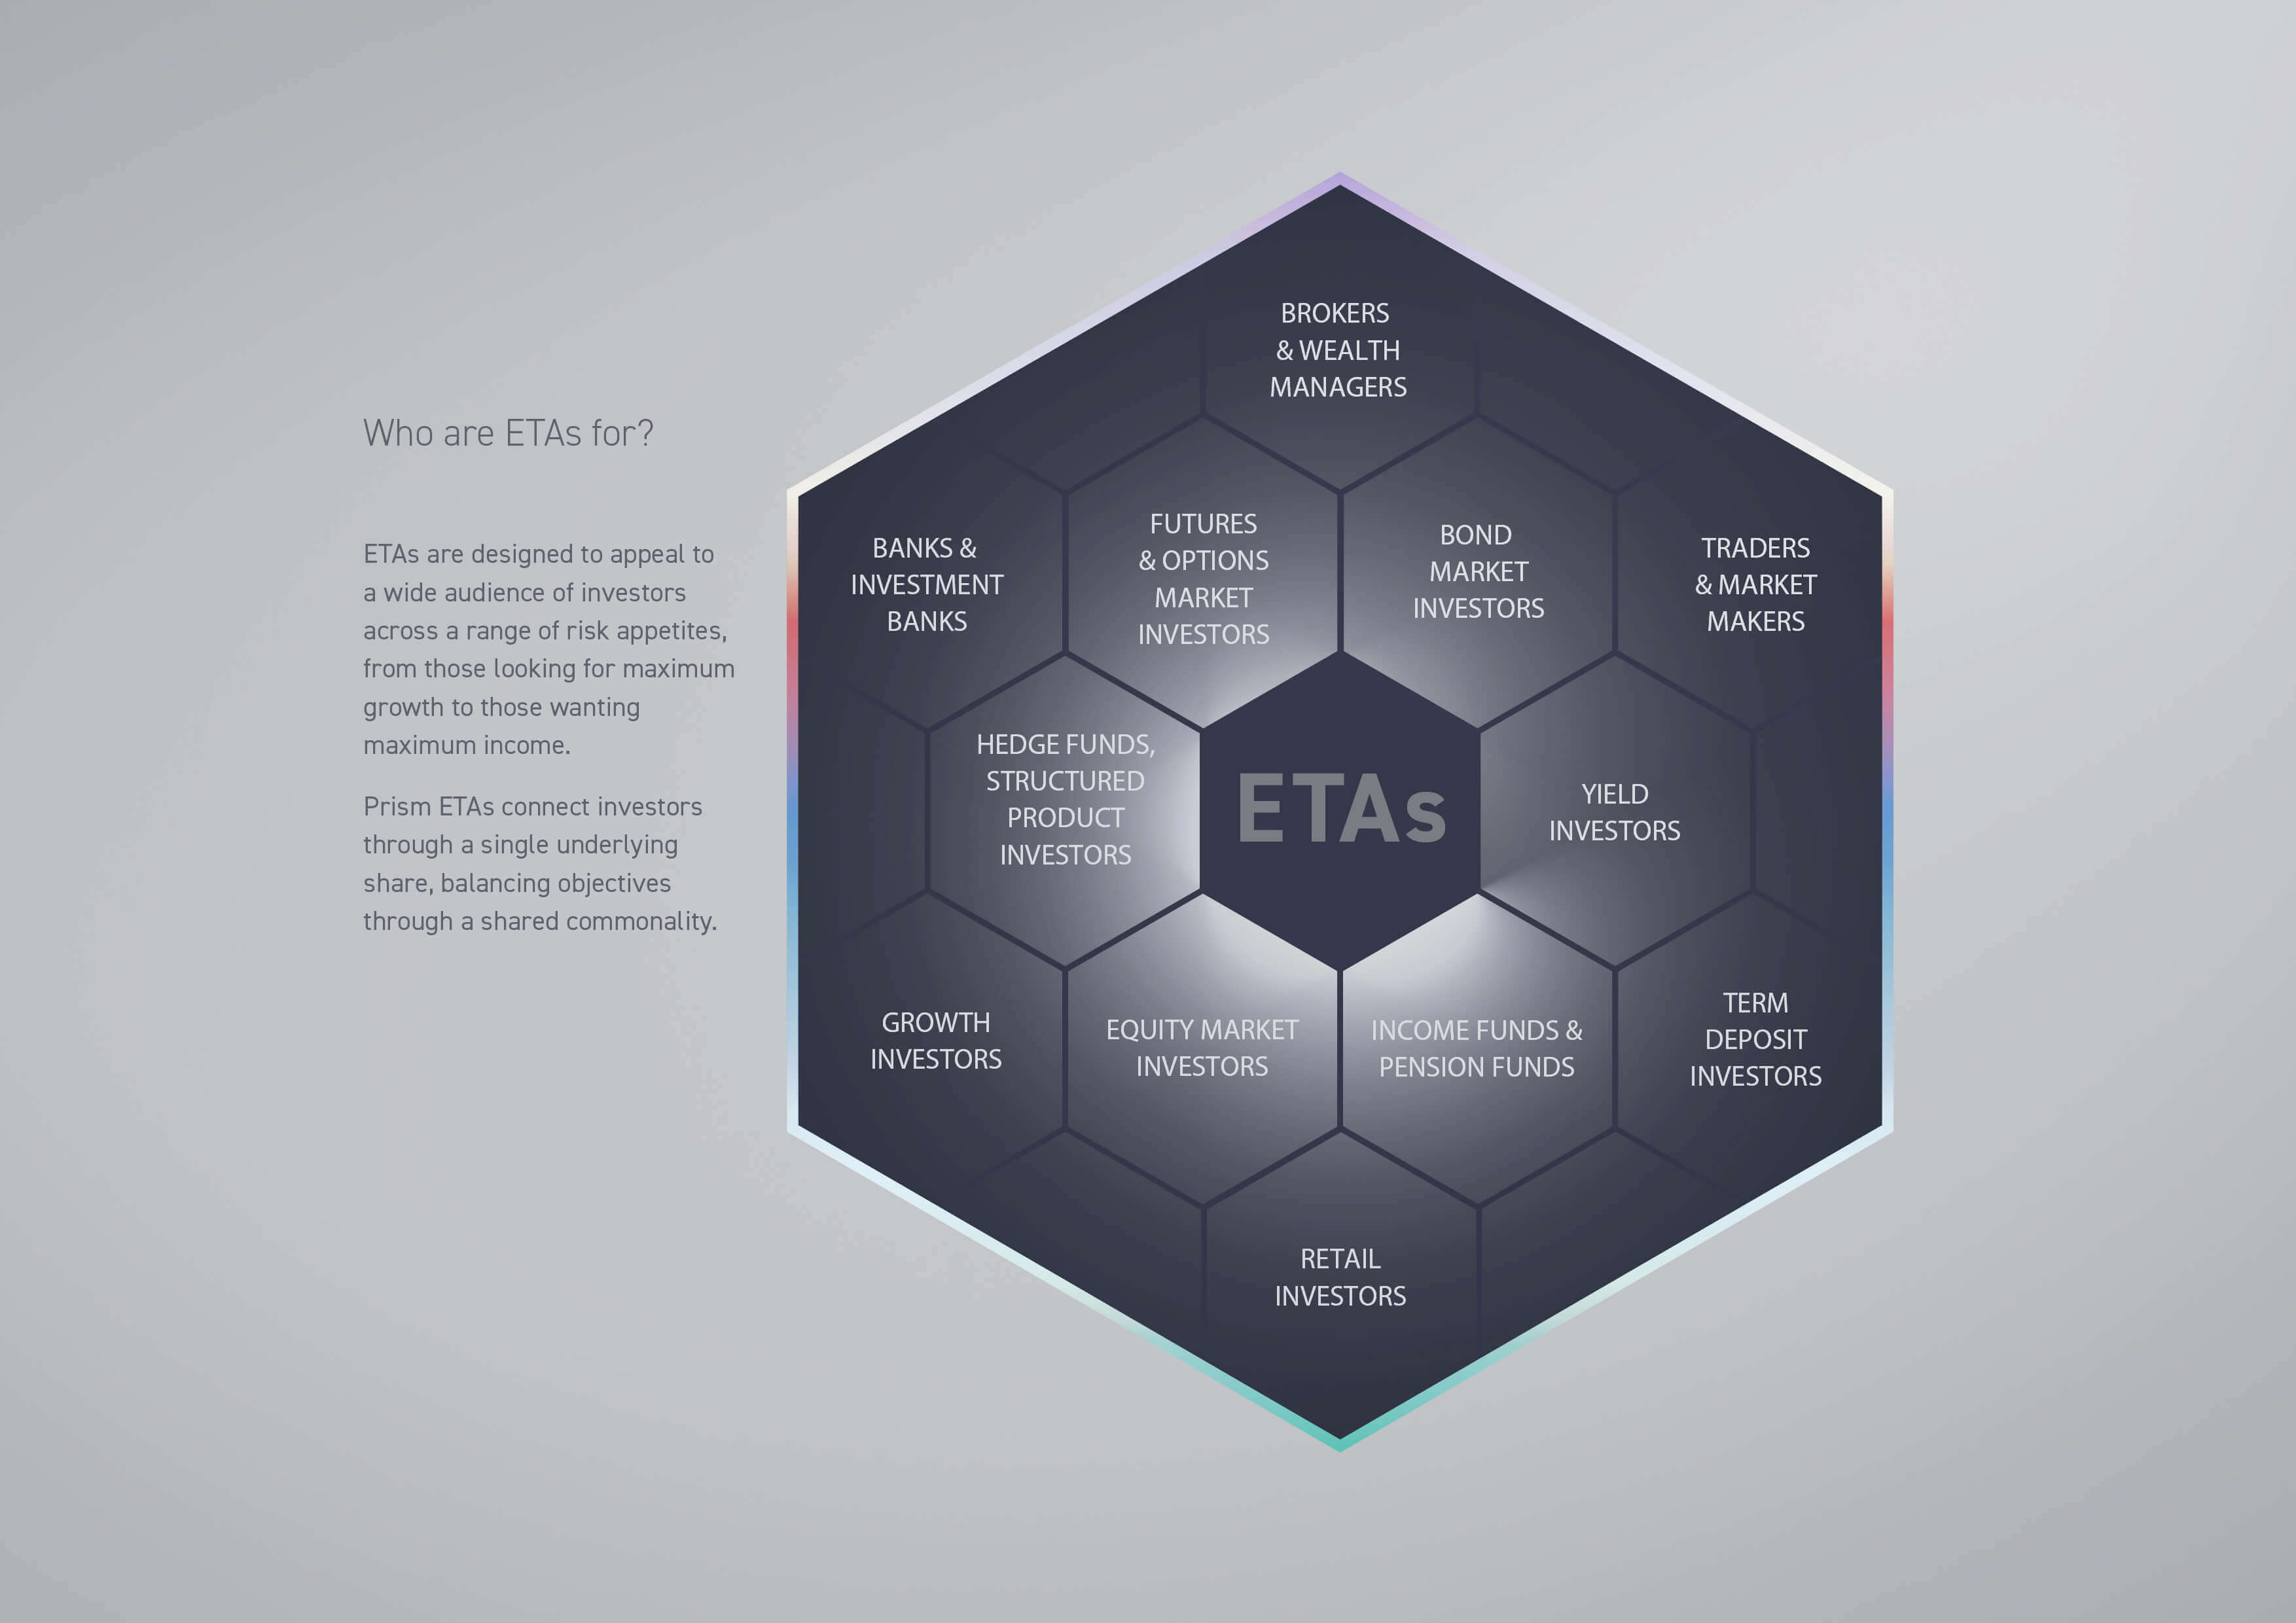 Who are ETAs for?
ETAs are designed to appeal to
a wide audience of investors
across a range of risk appetites,
from those looking for maximum
growth to those wanting
maximum income.
Prism ETAs connect investors
through a single underlying
share, balancing objectives
through a shared commonality.
BROKERS
& WEALTH
MANAGERS
BANKS &
INVESTMENT
BANKS
FUTURES
& OPTIONS
MARKET
INVESTORS
BOND
MARKET
INVESTORS
TRADERS
& MARKET
MAKERS
HEDGE FUNDS,
STRUCTURED
PRODUCT
INVESTORS
ETAs
YIELD
INVESTORS
GROWTH
INVESTORS
EQUITY MARKET
INVESTORS
INCOME FUNDS &
PENSION FUNDS
TERM
DEPOSIT
INVESTORS
RETAIL
INVESTORS